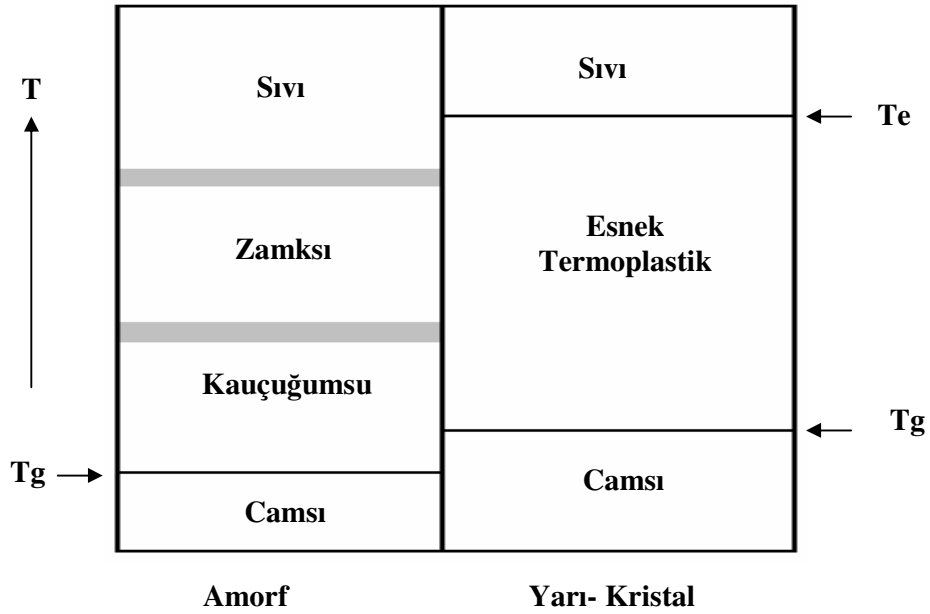 T
Sıvı
Zamksı
Kauçuğumsu
Tg
Camsı
Amorf
Sıvı
Te
Esnek
Termoplastik
Tg
Camsı
Yarı- Kristal